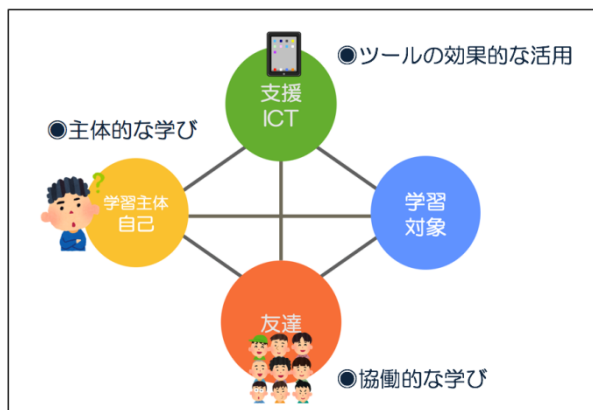 ◉ツールの効果的な活用
支援
ICT
◉主体的な学び
学習主体
自己
学習
対象
友達
◉協働的な学び